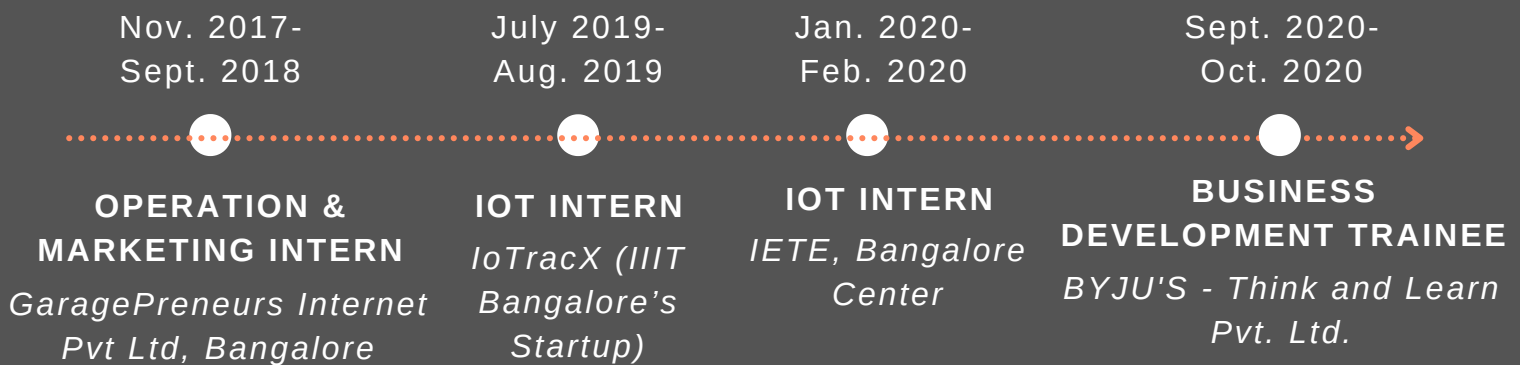 Nov. 2017-
Sept. 2018
OPERATION &
MARKETING INTERN
GaragePreneurs Internet
Pvt Ltd, Bangalore
July 2019-
Aug. 2019
IOT INTERN
IoTracX (IIIT
Bangalore’s
Startup)
Jan. 2020-
Feb. 2020
IOT INTERN
IETE, Bangalore
Center
Sept. 2020-
Oct. 2020
BUSINESS
DEVELOPMENT TRAINEE
BYJU'S - Think and Learn
Pvt. Ltd.